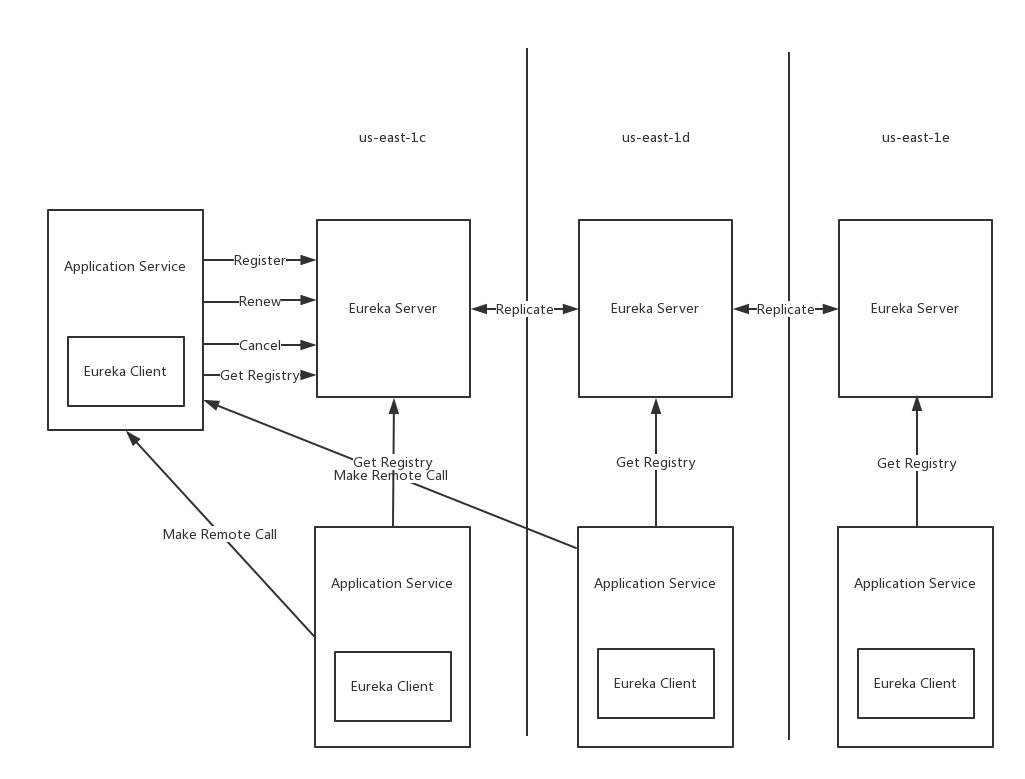 us-east-1c
us-east-1d
us-east-1e
Application Service
Eureka Client
Register
Renew
Cancel
Get Registry
Eureka Server
Replicate
Eureka Server
Replicate
Eureka Server
Get Registry
Make Remote Call
Get Registry
Get Registry
Make Remote Call
Application Service
Eureka Client
Application Service
Eureka Client
Application Service
Eureka Client